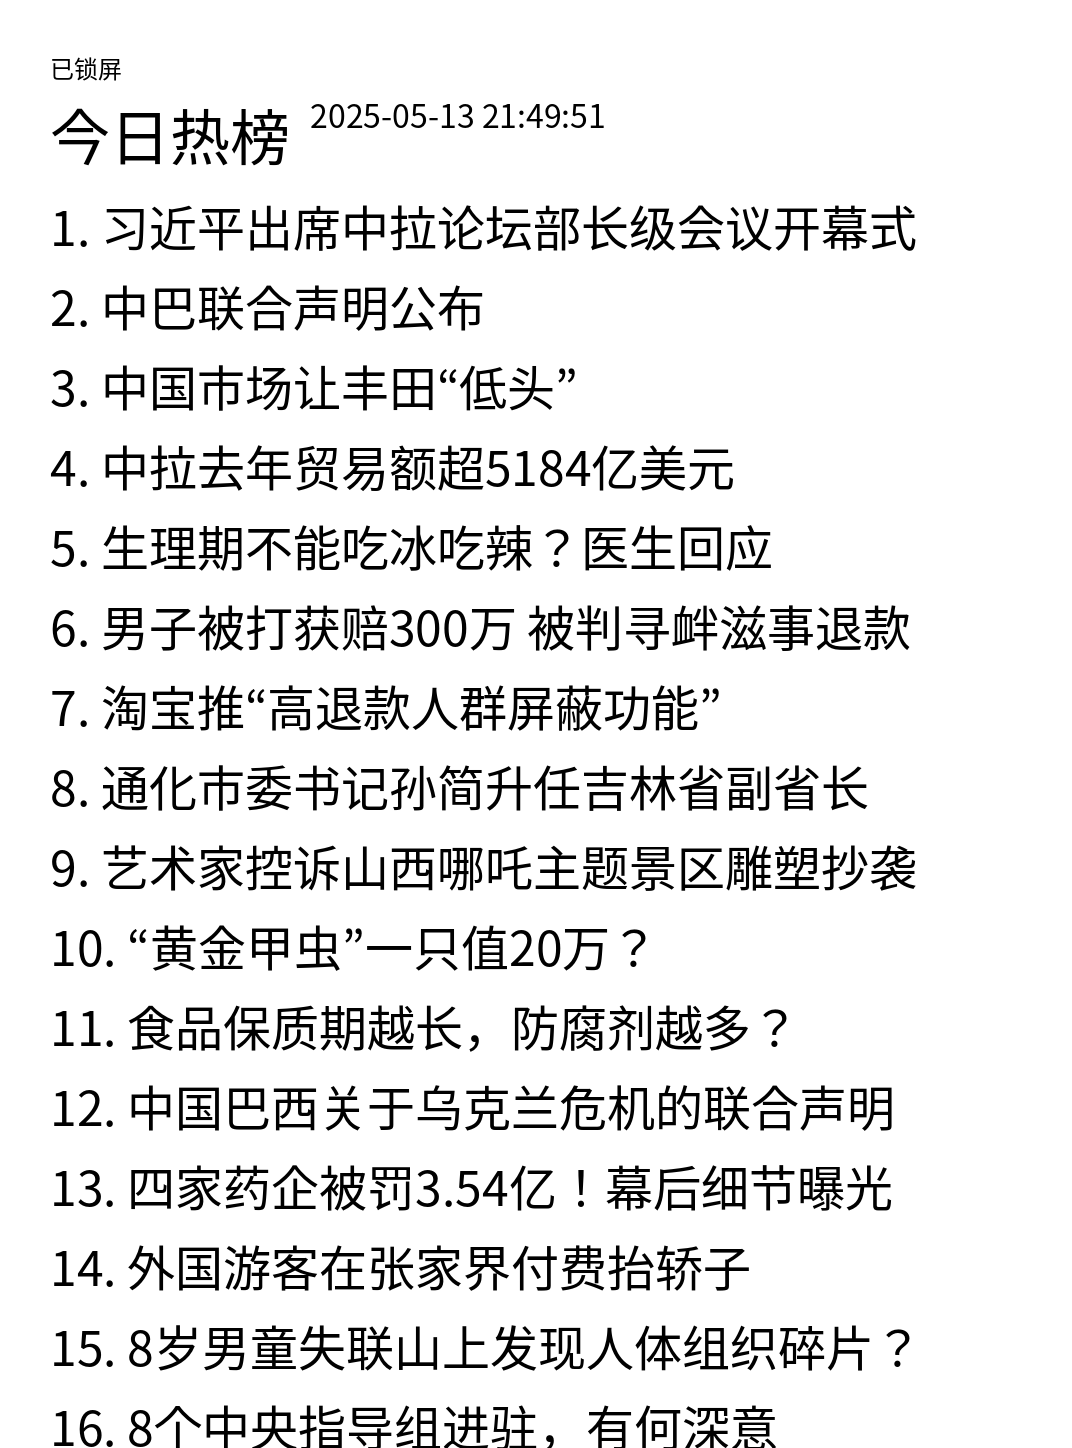 已锁屏
今日热榜 2025-05-13 21:49:51
1. 习近平出席中拉论坛部长级会议开幕式
2. 中巴联合声明公布
3. 中国市场让丰田“低头”
4. 中拉去年贸易额超5184亿美元
5. 生理期不能吃冰吃辣？医生回应
6. 男子被打获赔300万 被判寻衅滋事退款
7. 淘宝推“高退款人群屏蔽功能”
8. 通化市委书记孙简升任吉林省副省长
9. 艺术家控诉山西哪吒主题景区雕塑抄袭
10. “黄金甲虫”一只值20万？
11. 食品保质期越长，防腐剂越多？
12. 中国巴西关于乌克兰危机的联合声明
13. 四家药企被罚3.54亿！幕后细节曝光
14. 外国游客在张家界付费抬轿子
15. 8岁男童失联山上发现人体组织碎片？
16. 8个中央指导组进驻，有何深意